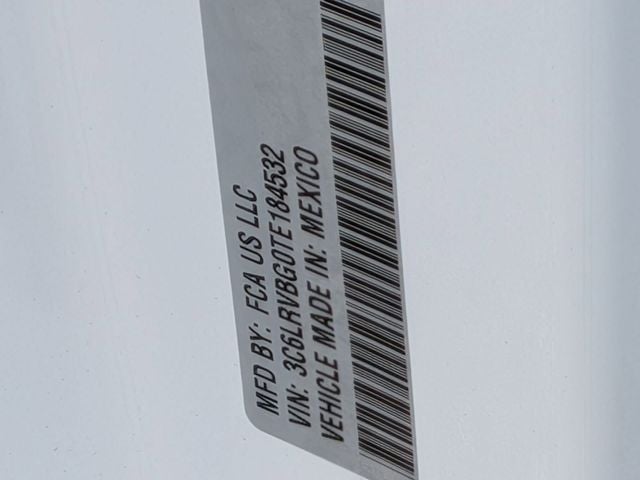 MFD BY: FCA US LLC
VIN: 3C6LRVBG0TE184532
VEHICLE MADE IN: MEXICO